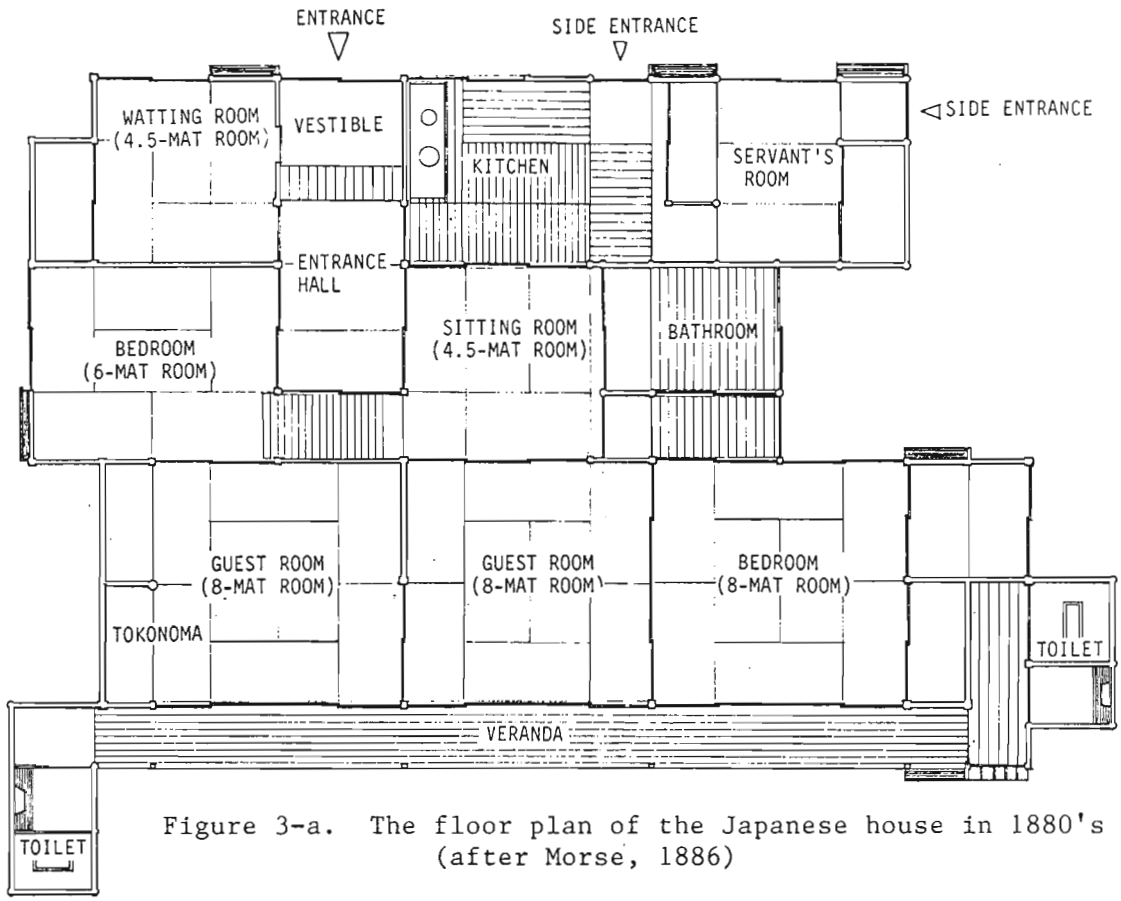 ENTRANCE
SIDE ENTRANCE
WATTING ROOM
(4.5-MAT ROOM)
VESTIBLE
KITCHEN
SERVANT'S
ROOM
SIDE ENTRANCE
ENTRANCE
HALL
BEDROOM
(6-MAT ROOM)
SITTING ROOM
(4.5-MAT ROOM)
BATHROOM
GUEST ROOM
(8-MAT ROOM)
GUEST ROOM
(8-MAT ROOM)
BEDROOM
(8-MAT ROOM)
TOKONOMA
TOILET
VERANDA
TOILET
Figure 3-a. The floor plan of the Japanese house in 1880's
(after Morse, 1886)